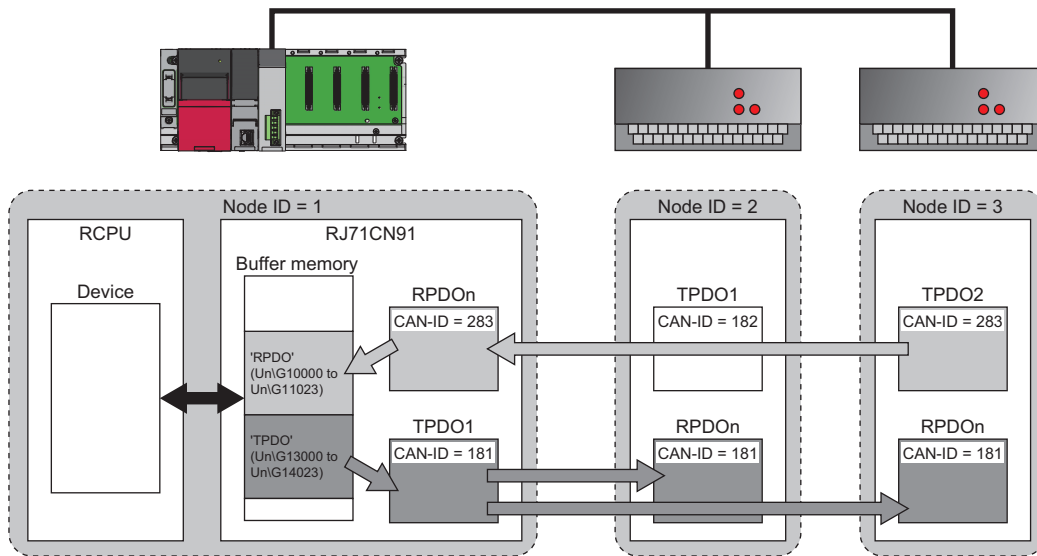 Node ID = 1
RCPU
RJ71CN91
Device
Buffer memory
'RPDO'
(Un\G10000 to
Un\G11023)
'TPDO'
(Un\G13000 to
Un\G14023)
RPDOn
CAN-ID = 283
TPDO1
CAN-ID = 181
Node ID = 2
TPDO1
CAN-ID = 182
RPDOn
CAN-ID = 181
Node ID = 3
TPDO2
CAN-ID = 283
RPDOn
CAN-ID = 181